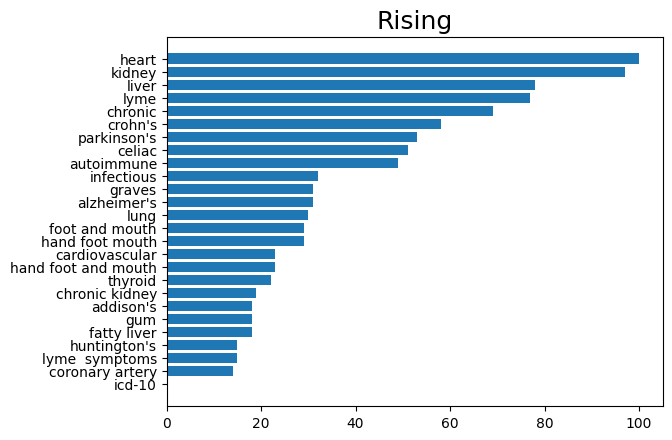 Rising
heart
kidney
liver
lyme
chronic
crohn's
parkinson's
celiac
autoimmune
infectious
graves
alzheimer's
lung
foot and mouth
hand foot mouth
cardiovascular
hand foot and mouth
thyroid
chronic kidney
addison's
gum
fatty liver
huntington's
lyme  symptoms
coronary artery
icd-10
0 20 40 60 80 100